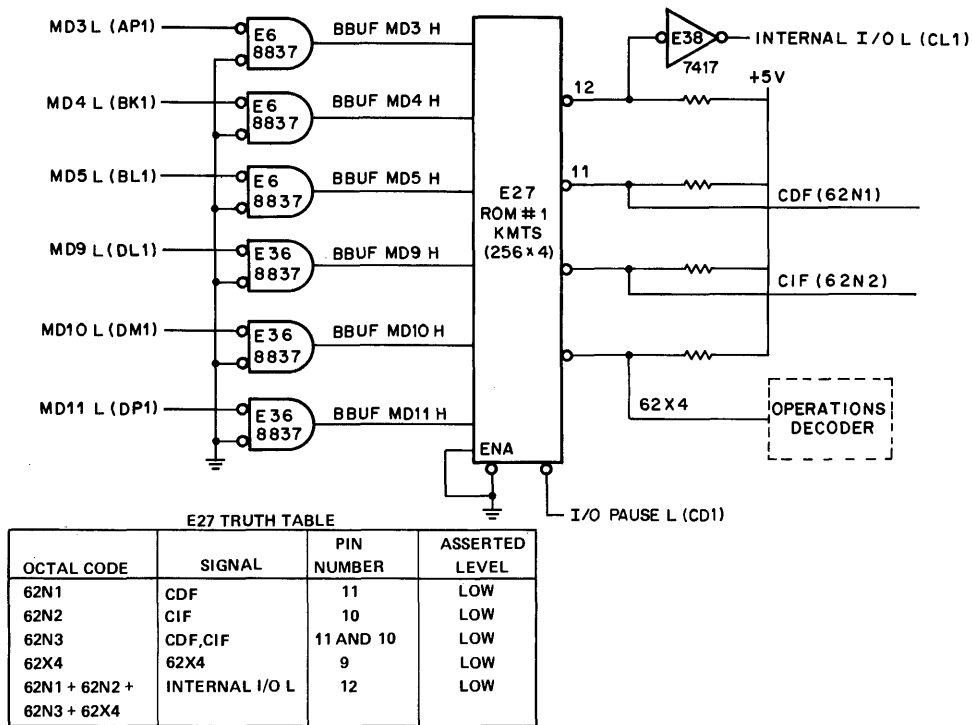 MD3 L (AP1)
E6
8837
BBUF MD3 H
E38
7417
INTERNAL I/O L (CL1)
+5V
MD4 L (BK1)
E6
8837
BBUF MD4 H
12
MD5 L (BL1)
E6
8837
BBUF MD5 H
11
E27
ROM #1
KMTS
(256 x 4)
CDF (62N1)
MD9 L (DL1)
E36
8837
BBUF MD9 H
CIF (62N2)
MD10 L (DM1)
E36
8837
BBUF MD10 H
MD11 L (DP1)
E36
8837
BBUF MD11 H
62X4
OPERATIONS
DECODER
ENA
I/O PAUSE L (CD1)
E27 TRUTH TABLE
OCTAL CODE SIGNAL PIN NUMBER ASSERTED LEVEL
62N1 CDF 11 LOW
62N2 CIF 10 LOW
62N3 CDF,CIF 11 AND 10 LOW
62X4 62X4 9 LOW
62N1 + 62N2 + INTERNAL I/O L 12 LOW
62N3 + 62X4